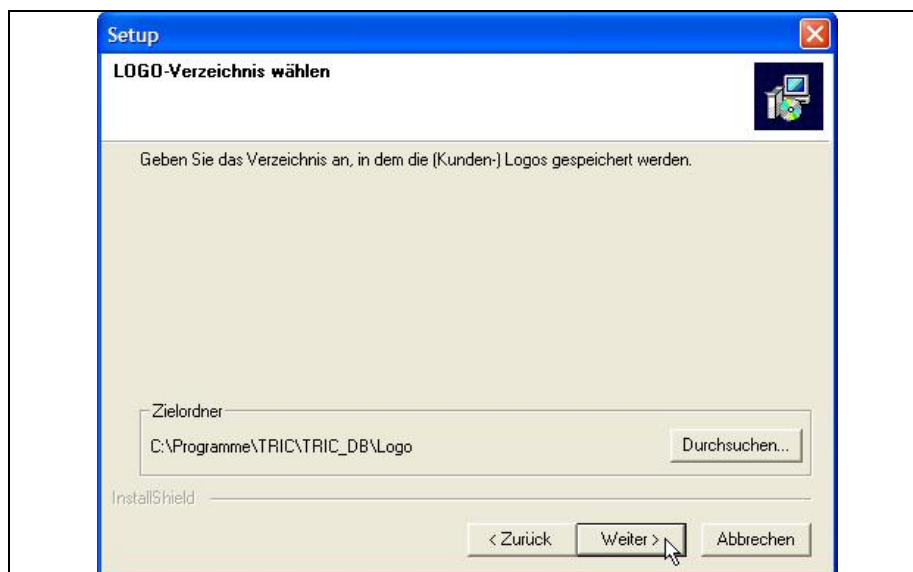 Setup
LOGO-Verzeichnis wählen
Geben Sie das Verzeichnis an, in dem die (Kunden-) Logos gespeichert werden.
Zielordner
C:\Programme\TRIC\TRIC_DB\Logo
Durchsuchen...
InstallShield
< Zurück
Weiter >
Abbrechen